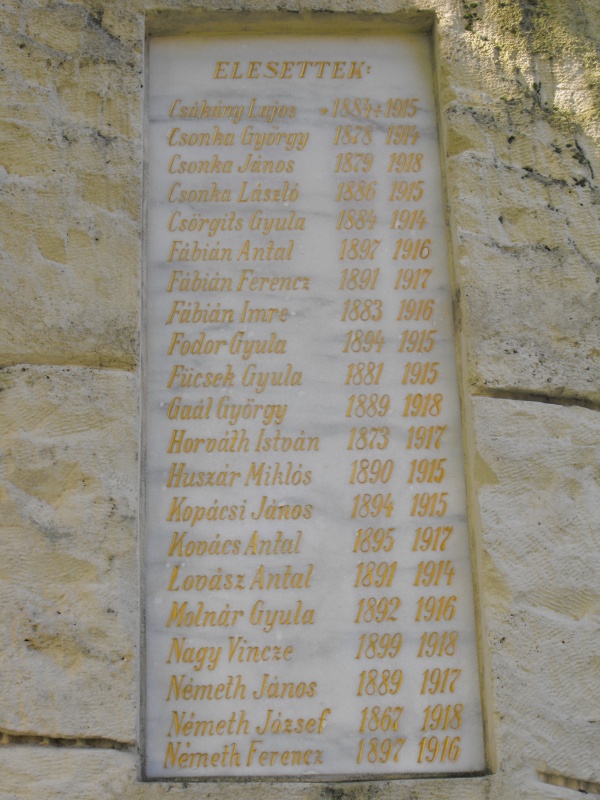 ELESETTEK:
Csákány Lajos *1884+1915
Csonka György 1878 1914
Csonka János 1879 1918
Csonka László 1886 1915
Csörgits Gyula 1884 1914
Fábián Antal 1897 1916
Fábián Ferencz 1891 1917
Fábián Imre 1883 1916
Fodor Gyula 1894 1915
Fücsek Gyula 1881 1915
Gaál György 1889 1918
Horváth István 1873 1917
Huszár Miklós 1890 1915
Kopácsi János 1894 1915
Kovács Antal 1895 1917
Lovász Antal 1891 1914
Molnár Gyula 1892 1916
Nagy Vincze 1899 1918
Németh János 1889 1917
Németh József 1867 1918
Németh Ferencz 1897 1916